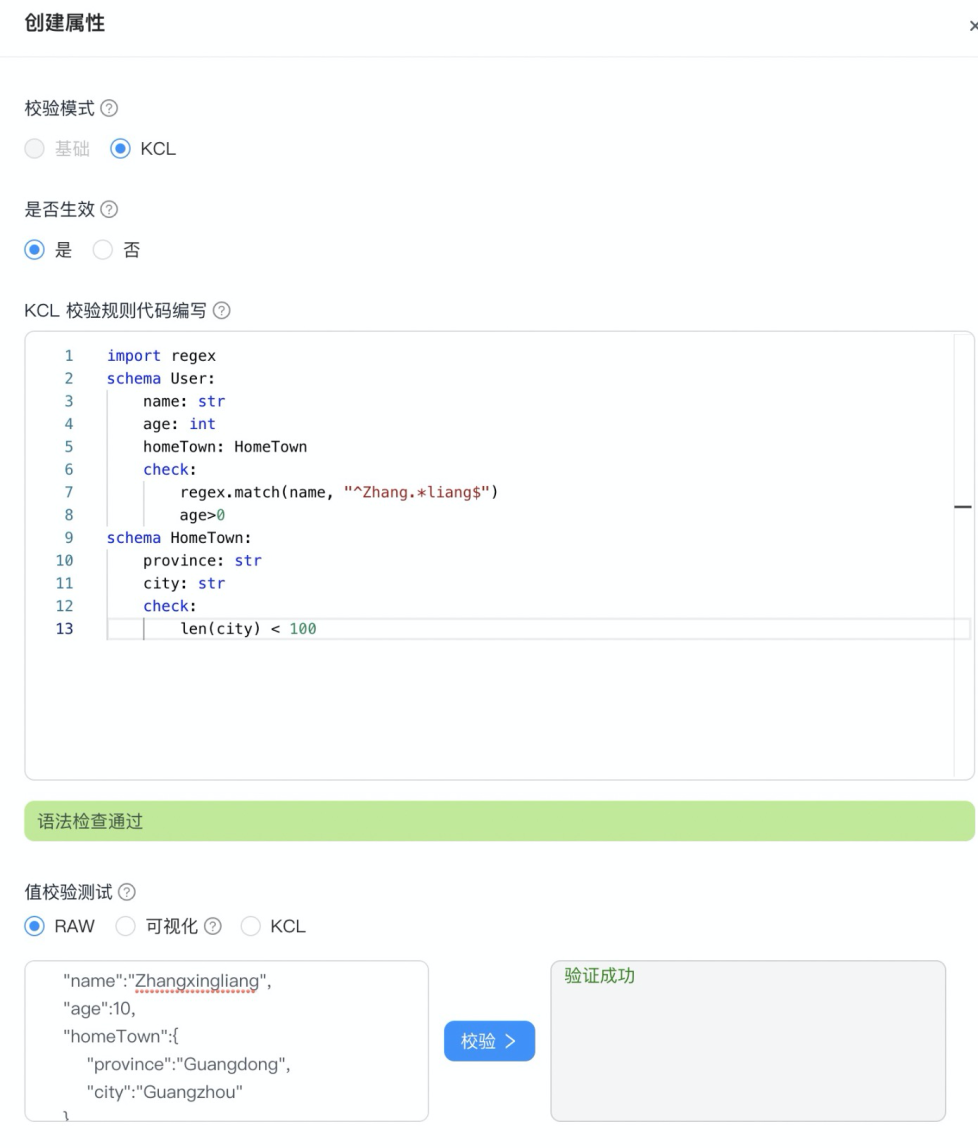 创建属性
校验模式
基础 KCL
是否生效
是 否
KCL 校验规则代码编写
1 import regex
2 schema User:
3 name: str
4 age: int
5 homeTown: HomeTown
6 check:
7 regex.match(name, "^Zhang.*liang$")
8 age>0
9 schema HomeTown:
10 province: str
11 city: str
12 check:
13 len(city) < 100
语法检查通过
值校验测试
RAW 可视化 KCL
"name":"Zhangxingliang",
"age":10,
"homeTown":{
"province":"Guangdong",
"city":"Guangzhou"
}
校验 >
验证成功